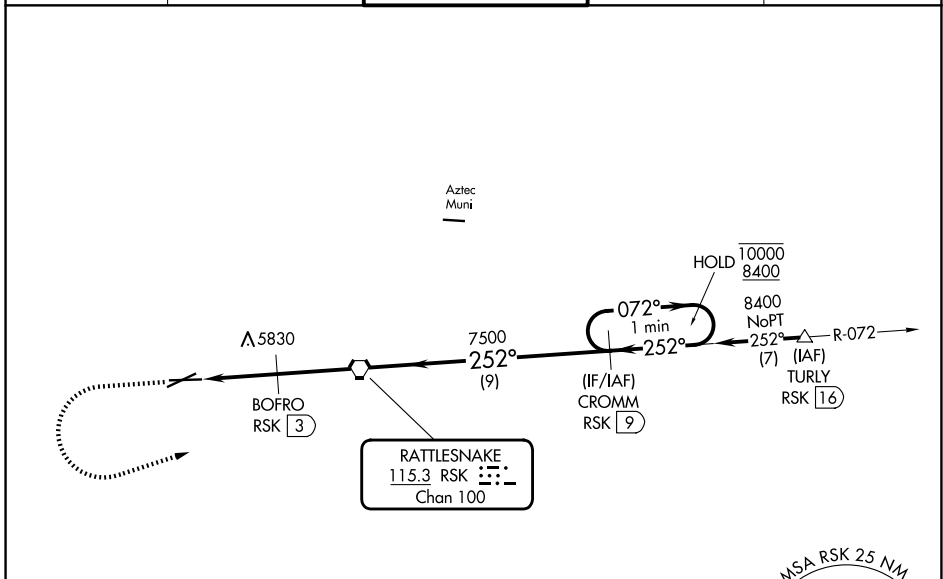 Aztec
Muni
HOLD 10000
8400
072°
1 min
252°
8400
NoPT
252°
(7)
R-072
(IAF)
TURLY
RSK 16
5830
7500
252°
(9)
(IF/IAF)
CROMM
RSK 9
BOFRO
RSK 3
RATTLESNAKE
115.3 RSK
Chan 100
MSA RSK 25 NM